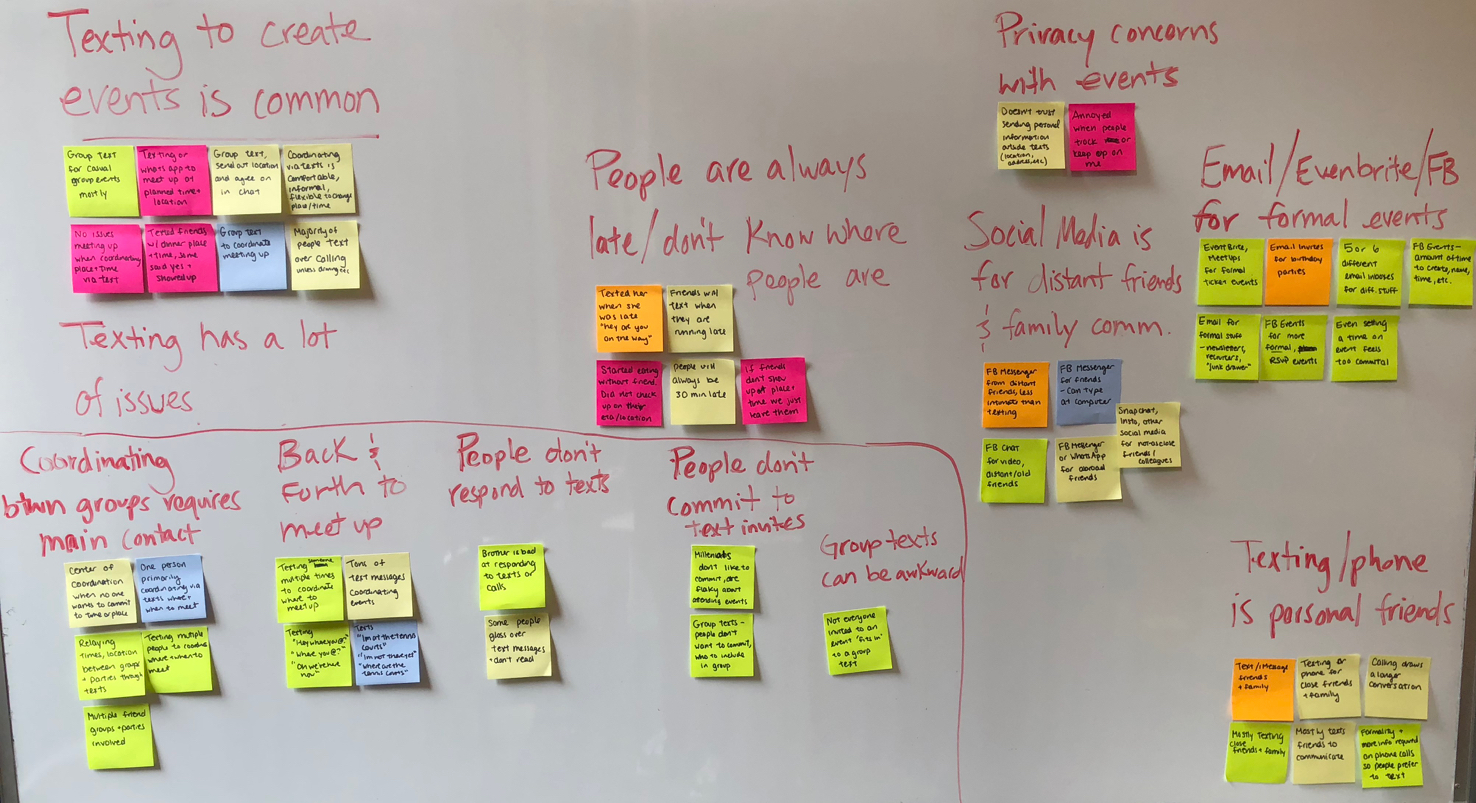 Texting to create
events is common
Group text
for casual
group events
mostly
Texting or
whats app to
meet up at
planned time+
location
Group text,
send out location
and agree on
in chat
Coordinating
via texts is
comfortable,
informal,
flexible to change
place/time
No issues
meeting up
when coordinating
place+time
via text
Texted friends
w/ dinner place
+time, some
said yes +
showed up
Group text
to coordinate
meeting up
Majority of
people text
over calling
unless driving etc
Texting has a lot
of issues
Coordinating
btwn groups requires
main contact
Center of
coordination
when no one
wants to commit
to time or place
One person
primarily
coordinating via
texts where+
when to meet
Relaying
times, location
between groups
+ parties through
texts
Texting multiple
people to coordinate
where + when to
meet
Multiple friend
groups + parties
involved
Back &
Forth to
meet up
Texting
multiple times
to coordinate
where to
meet up
Tons of
text messages
coordinating
events
Texting
"Hey where you @"
"where you @?"
"Oh we're here
now"
Texts
"Im at the tennis
courts"
"Im not there yet"
"Where are the
tennis courts"
People don't
respond to texts
Brother is bad
at responding
to texts or
calls
Some people
gloss over
text messages
+ don't read
People don't
commit to
text invites
Millenials
don't like to
commit, are
flaky about
attending events
Group texts -
people don't
want to commit,
who to include
in group
Group texts
can be awkward
Not everyone
invited to an
event "fits in"
to a group
text
People are always
late/don't know where
people are
Texted her
when she
was late
"hey are you
on the way"
Friends will
text when
they are
running late
Started eating
without friend.
Did not check
up on their
eta/location
People will
always be
30 min late
If friends
don't show
up at place+
time we just
leave them
Privacy concerns
with events
Doesn't trust
sending personal
information
outside texts
(location,
address, etc)
Annoyed
when people
track or
keep up on
me
Social Media is
for distant friends
& family comm.
FB Messenger
from distant
friends, less
intimate than
texting
FB Messenger
for friends
- can type
at computer
Snapchat,
Insta, other
social media
for not as close
friends/
colleagues
FB Chat
for video,
distant/old
friends
FB Messenger
or WhatsApp
for abroad
friends
Email/Evenbrite/FB
for formal events
EventBrite,
Meetups
for formal
ticket events
Email invites
for birthday
parties
5 or 6
different
email inboxes
for diff. stuff
FB Events-
amount of time
to create, name,
time, etc.
Email for
formal stuff
- newsletters,
recruiters,
"junk drawer"
FB Events
for more
formal,
RSVP events
Even setting
a time on
event feels
too committal
Texting/phone
is personal friends
Text/iMessage
friends
+ family
Texting or
phone for
close friends
+ family
Calling draws
a longer
conversation
Mostly texting
close
friends + family
Mostly texts
friends to
communicate
Formality +
more info required
on phone calls
so people prefer
to text